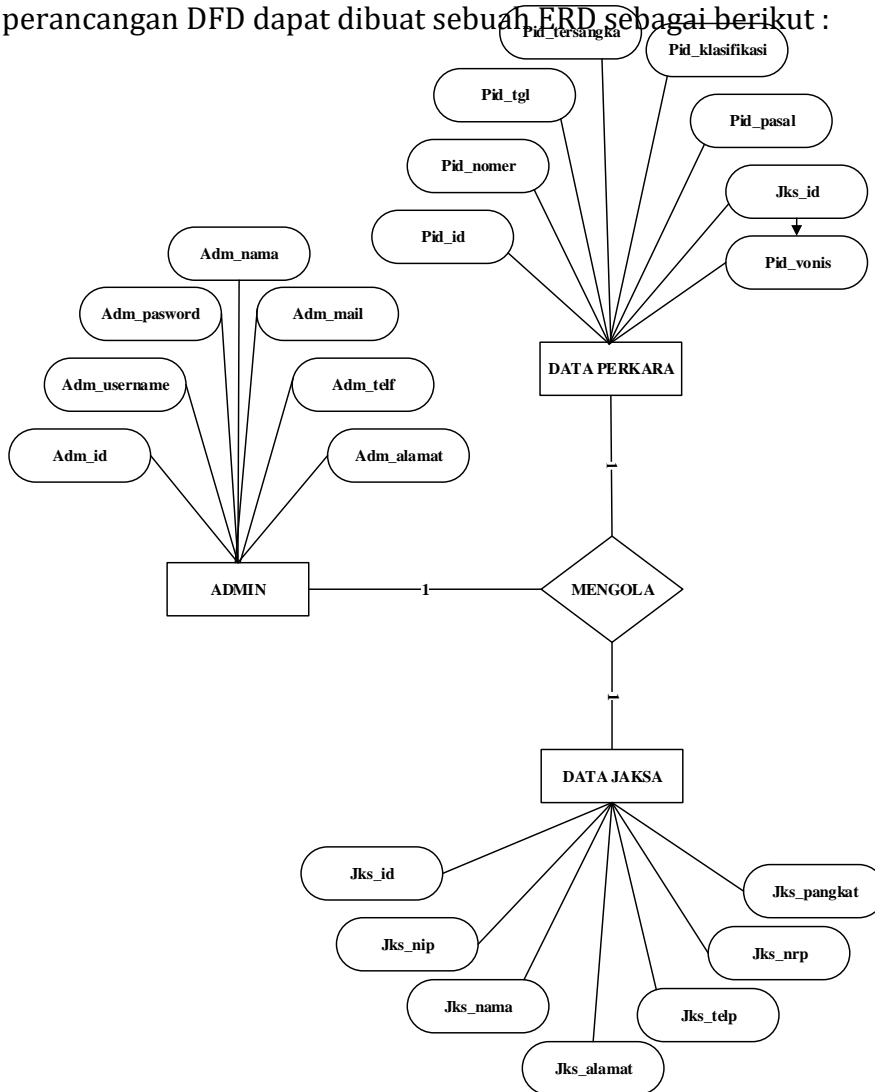 perancangan DFD dapat dibuat sebuah ERD sebagai berikut :
Pid_tersangka
Pid_klasifikasi
Pid_tgl
Pid_pasal
Pid_nomer
Jks_id
Pid_id
Pid_vonis
Adm_nama
Adm_pasword
Adm_mail
Adm_username
Adm_telf
Adm_id
Adm_alamat
DATA PERKARA
1
ADMIN
1
MENGOLA
1
DATA JAKSA
Jks_id
Jks_pangkat
Jks_nip
Jks_nrp
Jks_nama
Jks_telp
Jks_alamat